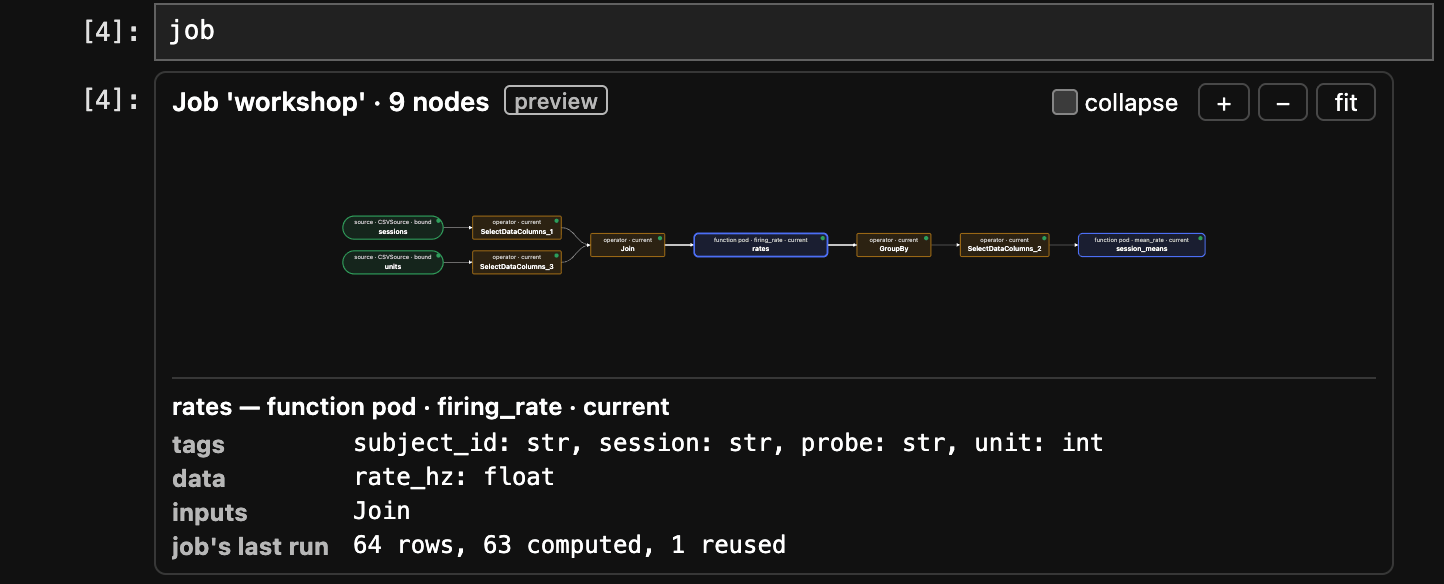 [4]: job
[4]: Job 'workshop' · 9 nodes preview collapse + − fit
source · CSVSource · bound
sessions
operator · current
SelectDataColumns_1
source · CSVSource · bound
units
operator · current
SelectDataColumns_3
operator · current
Join
function pod · firing_rate · current
rates
operator · current
GroupBy
operator · current
SelectDataColumns_2
function pod · mean_rate · current
session_means
rates — function pod · firing_rate · current
tags subject_id: str, session: str, probe: str, unit: int
data rate_hz: float
inputs Join
job's last run 64 rows, 63 computed, 1 reused